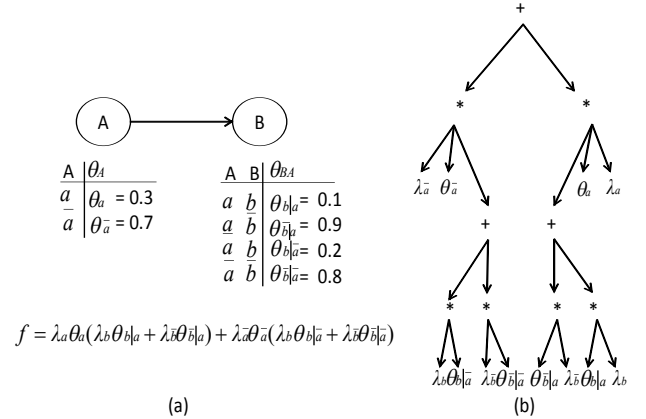 +
* *
A B
λā θā θa λa
A θA
a θa = 0.3
ā θā = 0.7
A B θBA
a b θb|a = 0.1
a b̄ θb̄|a = 0.9
ā b θb|ā = 0.2
ā b̄ θb̄|ā = 0.8
+ +
* * * *
f = λaθa(λbθb|a + λb̄θb̄|a) + λāθā(λbθb|ā + λb̄θb̄|ā)
λbθb|ā λb̄θb̄|ā θb̄|a λb̄ θb|a λb
(a) (b)